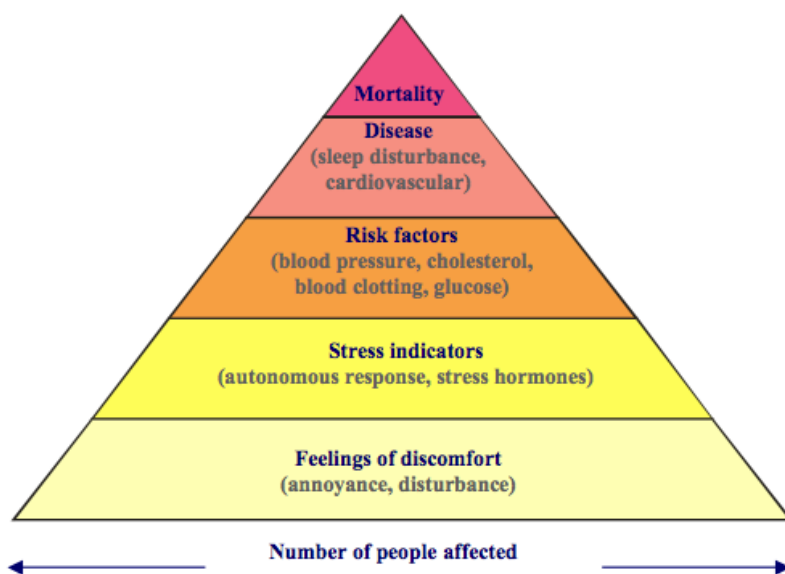 Mortality
Disease
(sleep disturbance,
cardiovascular)
Risk factors
(blood pressure, cholesterol,
blood clotting, glucose)
Stress indicators
(autonomous response, stress hormones)
Feelings of discomfort
(annoyance, disturbance)
Number of people affected